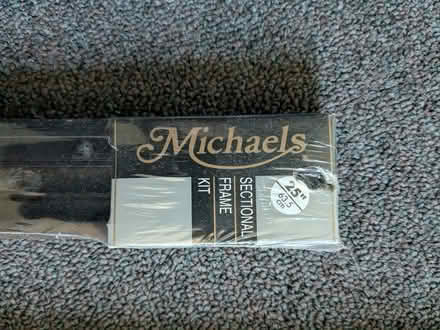 Michaels
SECTIONAL
FRAME
KIT
25"
63.5
cm